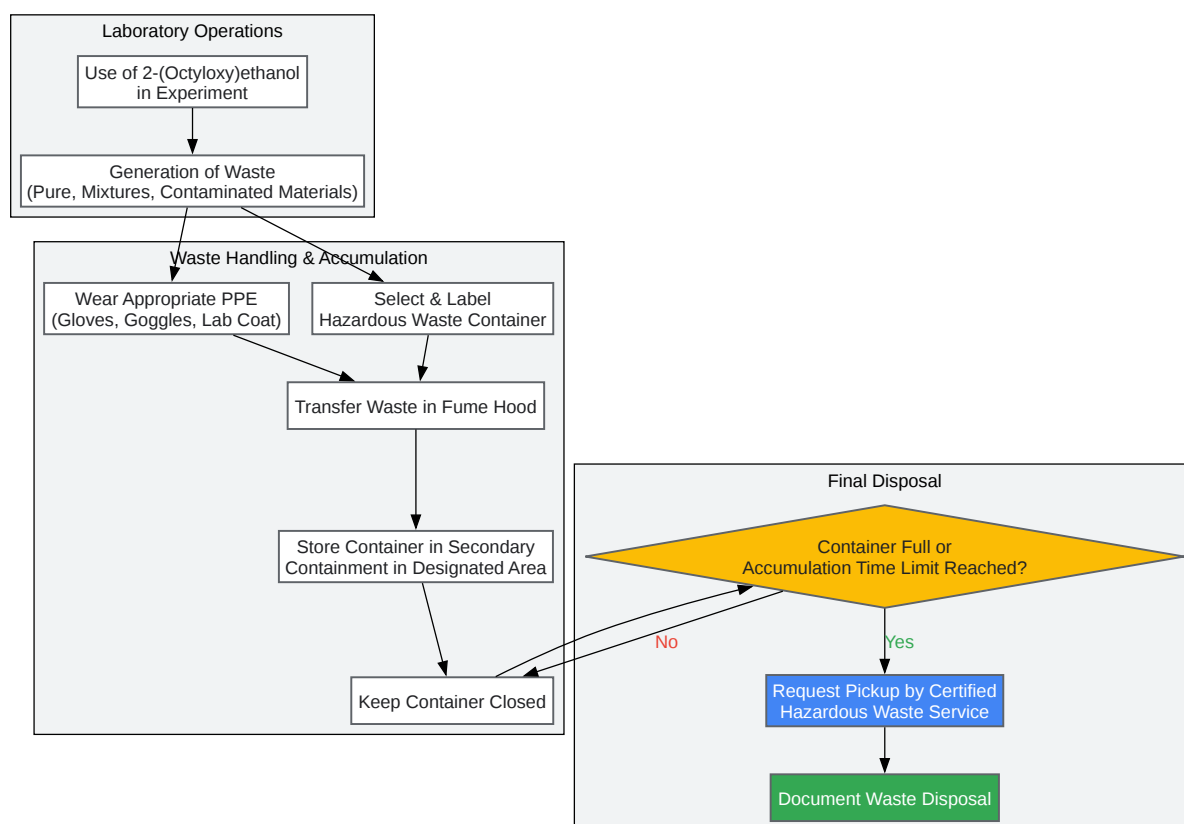 Laboratory Operations
Use of 2-(Octyloxy)ethanol
in Experiment
Generation of Waste
(Pure, Mixtures, Contaminated Materials)
Waste Handling & Accumulation
Wear Appropriate PPE
(Gloves, Goggles, Lab Coat)
Select & Label
Hazardous Waste Container
Transfer Waste in Fume Hood
Store Container in Secondary
Containment in Designated Area
Keep Container Closed
Final Disposal
Container Full or
Accumulation Time Limit Reached?
No
Yes
Request Pickup by Certified
Hazardous Waste Service
Document Waste Disposal